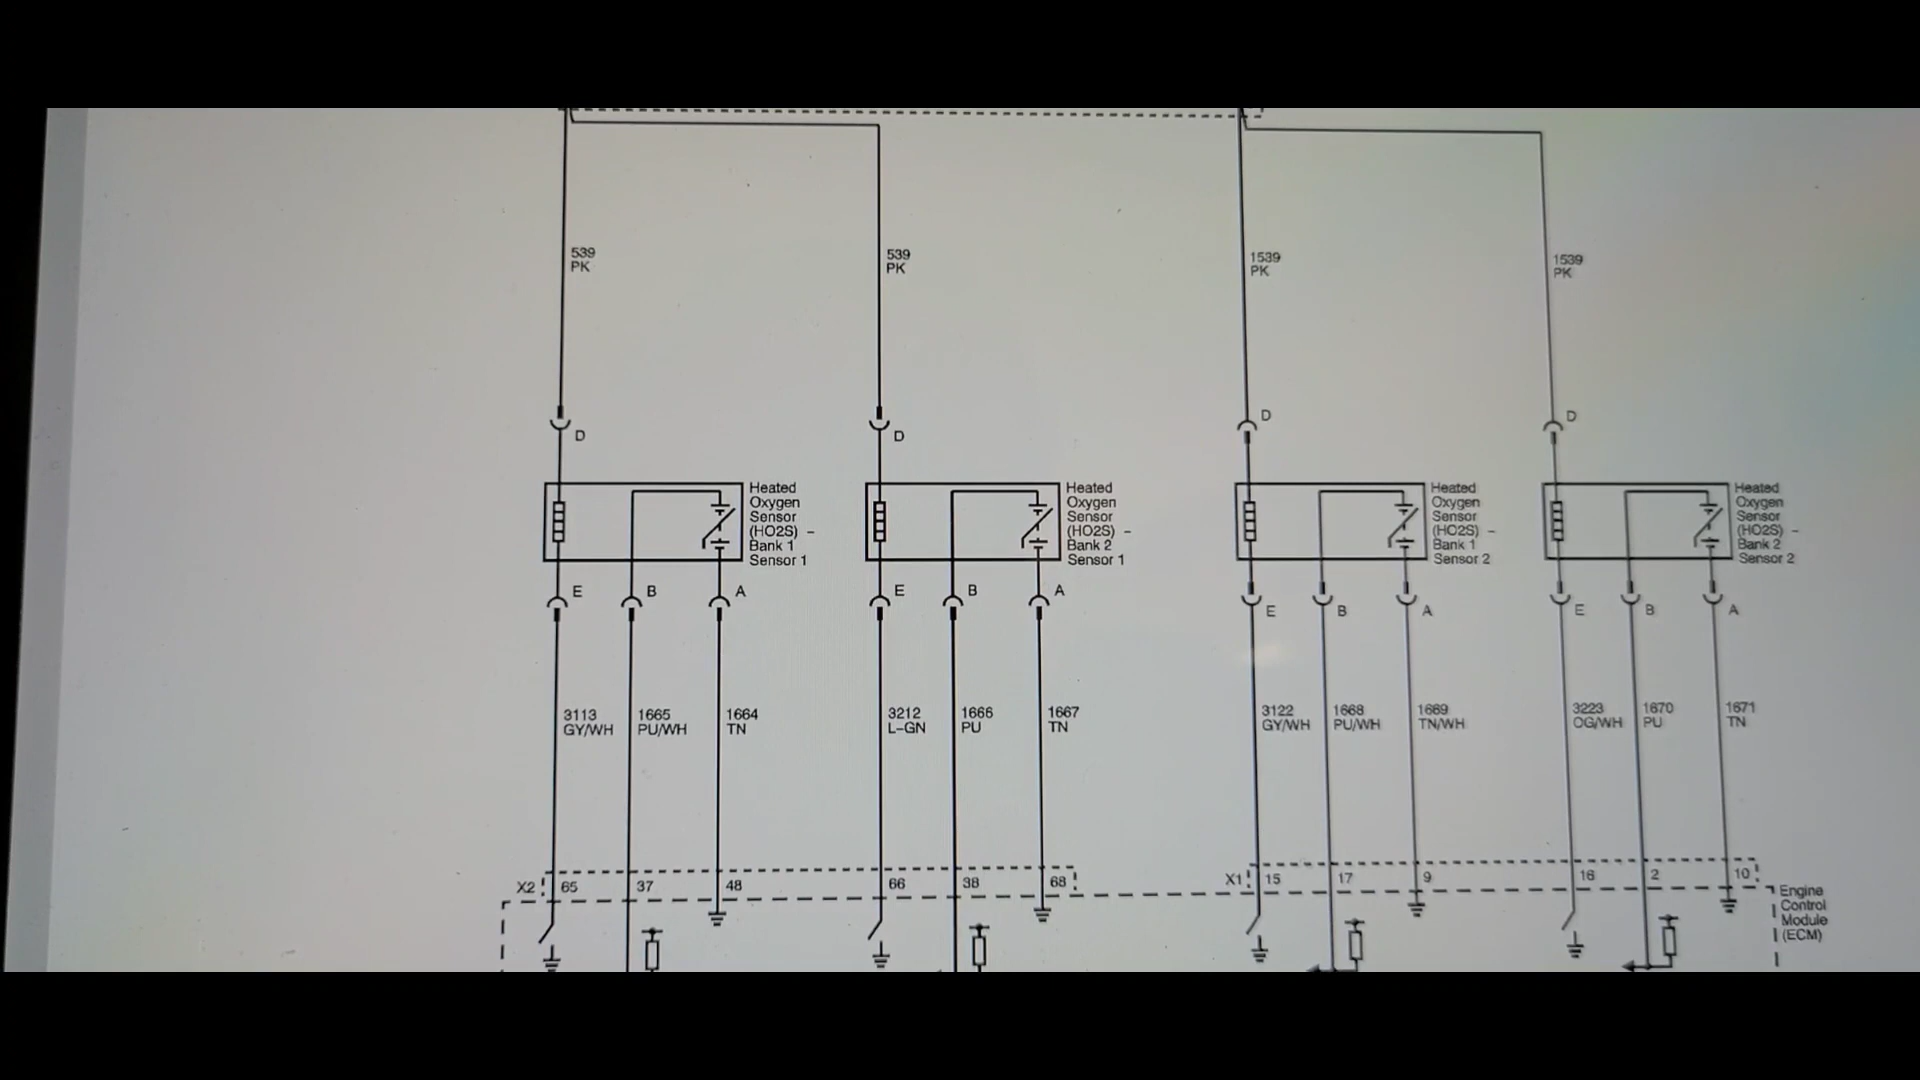 539
PK
539
PK
1539
PK
1539
PK
D
D
D
D
Heated
Oxygen
Sensor
(HO2S) –
Bank 1
Sensor 1
Heated
Oxygen
Sensor
(HO2S) –
Bank 2
Sensor 1
Heated
Oxygen
Sensor
(HO2S) –
Bank 1
Sensor 2
Heated
Oxygen
Sensor
(HO2S) –
Bank 2
Sensor 2
E B A
E B A
E B A
E B A
3113
GY/WH
1665
PU/WH
1664
TN
3212
L-GN
1666
PU
1667
TN
3122
GY/WH
1668
PU/WH
1669
TN/WH
3223
OG/WH
1670
PU
1671
TN
X2 65 37 48 66 38 68
X1 15 17 9 16 2 10
Engine
Control
Module
(ECM)